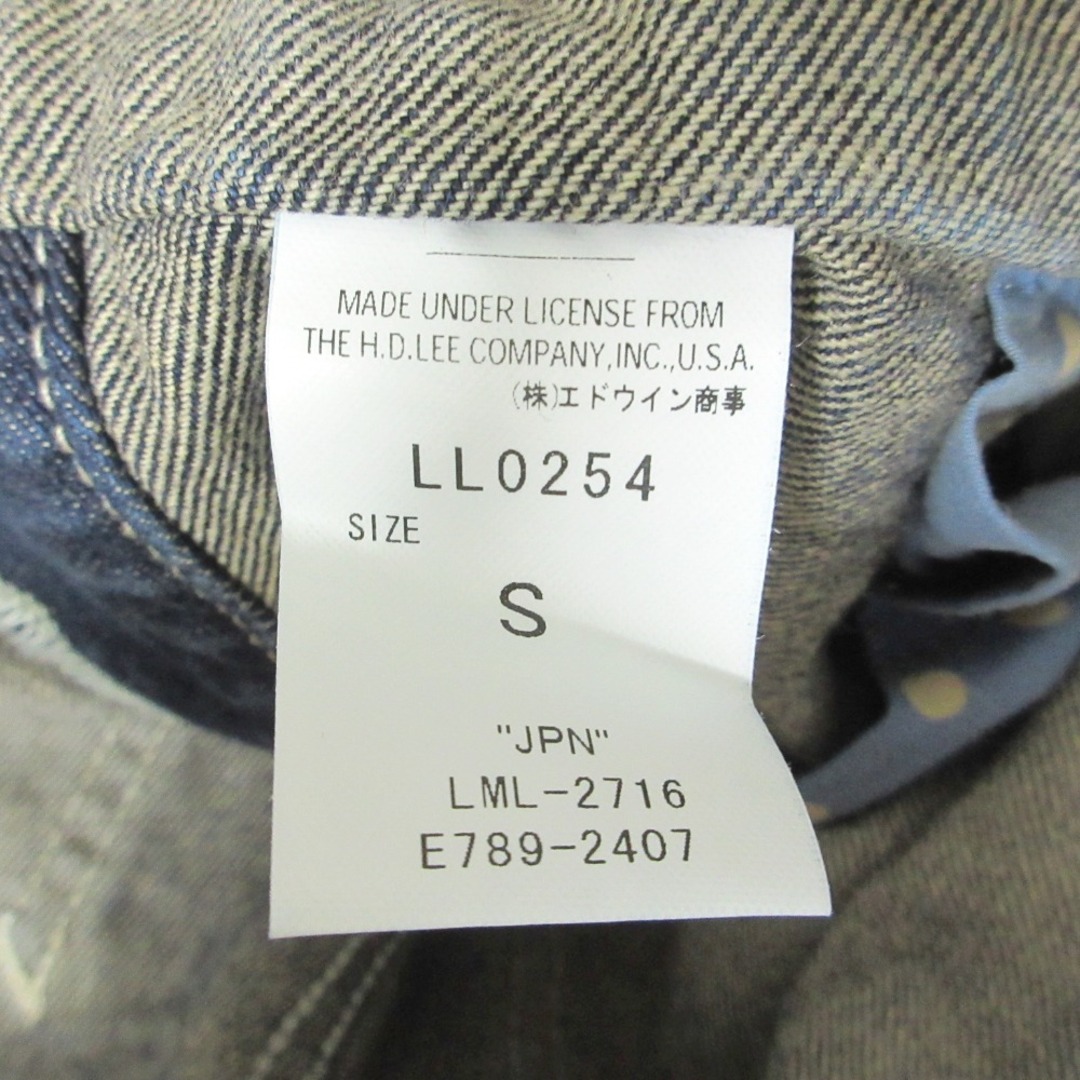 MADE UNDER LICENSE FROM
THE H.D.LEE COMPANY,INC.,U.S.A.
(株)エドウイン商事
LL0254
SIZE
S
"JPN"
LML-2716
E789-2407